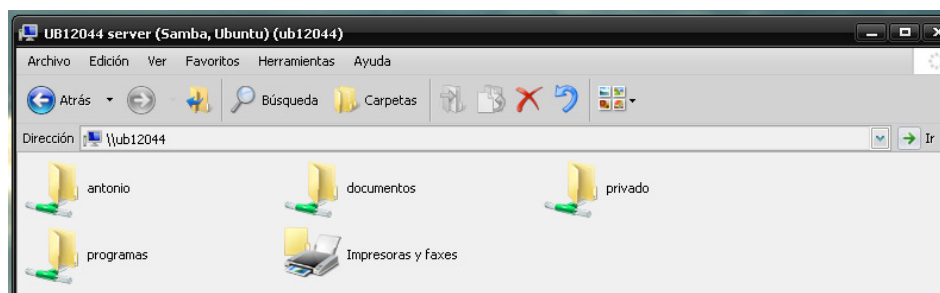 UB12044 server (Samba, Ubuntu) (ub12044)
Archivo Edición Ver Favoritos Herramientas Ayuda
Atrás Búsqueda Carpetas
Dirección \\ub12044 Ir
antonio documentos privado
programas Impresoras y faxes